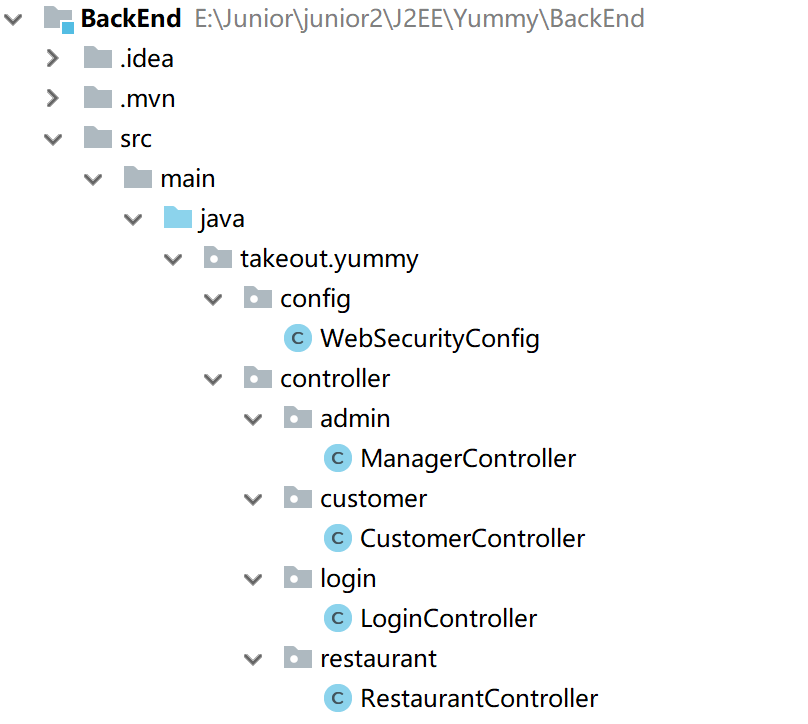 BackEnd E:\Junior\junior2\J2EE\Yummy\BackEnd
.idea
.mvn
src
main
java
takeout.yummy
config
C WebSecurityConfig
controller
admin
C ManagerController
customer
C CustomerController
login
C LoginController
restaurant
C RestaurantController